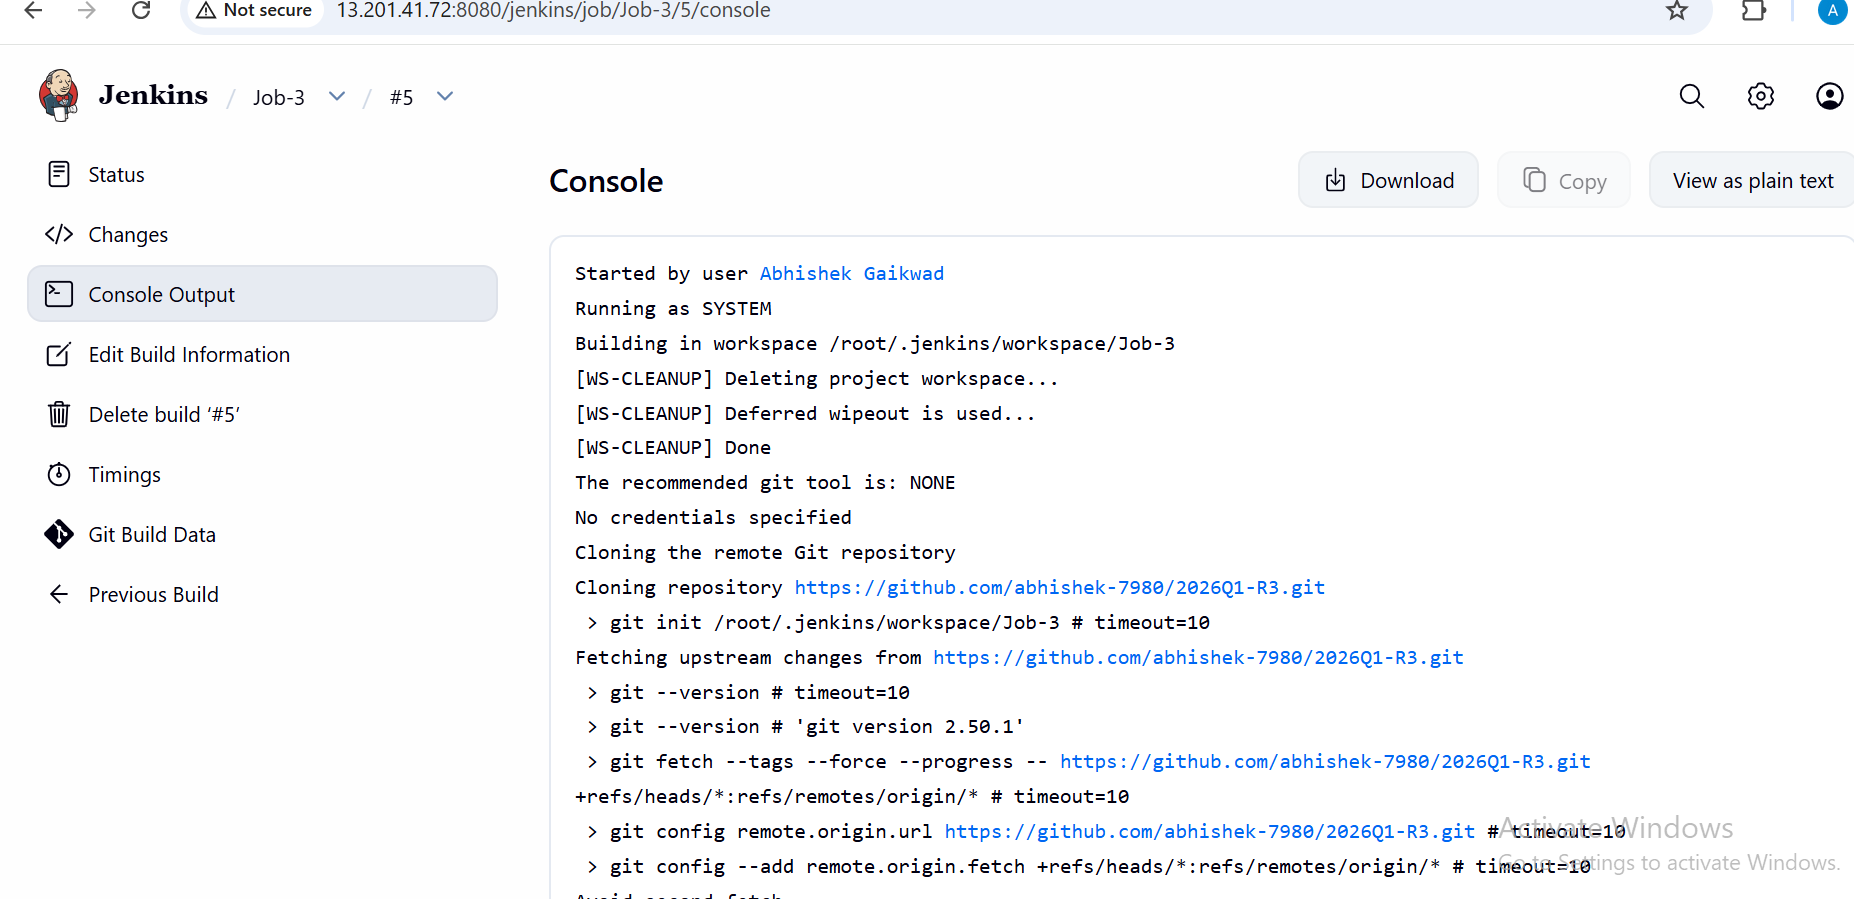 Not secure 13.201.41.72:8080/jenkins/job/Job-3/5/console
A
Jenkins / Job-3 / #5
Status
Changes
Console Output
Edit Build Information
Delete build ‘#5’
Timings
Git Build Data
Previous Build
Console
Download
Copy
View as plain text
Started by user Abhishek Gaikwad
Running as SYSTEM
Building in workspace /root/.jenkins/workspace/Job-3
[WS-CLEANUP] Deleting project workspace...
[WS-CLEANUP] Deferred wipeout is used...
[WS-CLEANUP] Done
The recommended git tool is: NONE
No credentials specified
Cloning the remote Git repository
Cloning repository https://github.com/abhishek-7980/2026Q1-R3.git
> git init /root/.jenkins/workspace/Job-3 # timeout=10
Fetching upstream changes from https://github.com/abhishek-7980/2026Q1-R3.git
> git --version # timeout=10
> git --version # 'git version 2.50.1'
> git fetch --tags --force --progress -- https://github.com/abhishek-7980/2026Q1-R3.git
+refs/heads/*:refs/remotes/origin/* # timeout=10
> git config remote.origin.url https://github.com/abhishek-7980/2026Q1-R3.git # timeout=10
> git config --add remote.origin.fetch +refs/heads/*:refs/remotes/origin/* # timeout=10
Avoid second fetch
Activate Windows
Go to Settings to activate Windows.